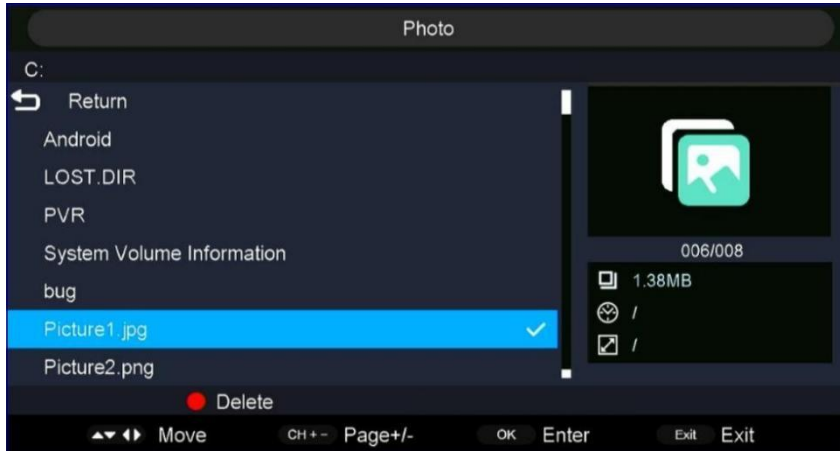 Photo
C:
Return
Android
LOST.DIR
PVR
System Volume Information
bug
Picture1.jpg
Picture2.png
006/008
1.38MB
/
/
Delete
Move CH + - Page+/- OK Enter Exit Exit